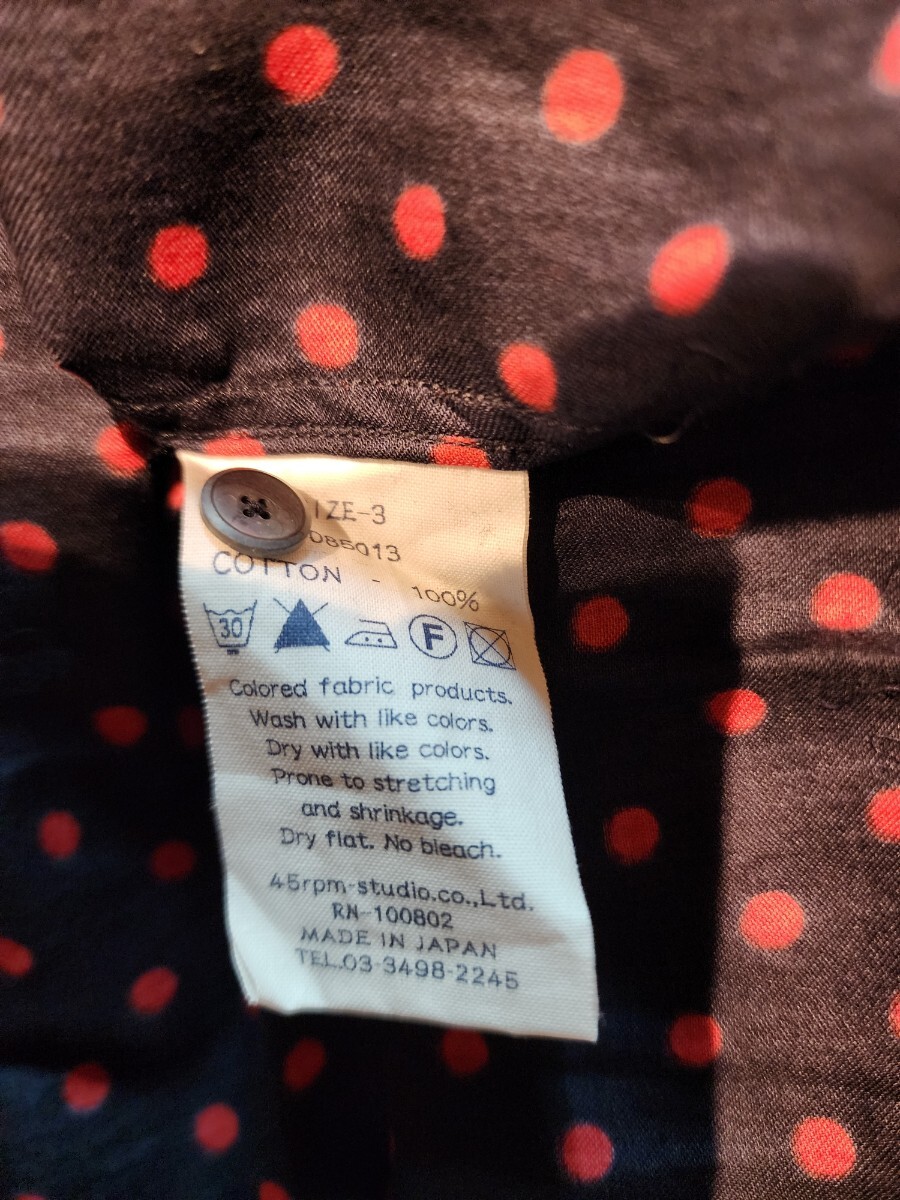 IZE-3
085013
COTTON - 100%
30
F
Colored fabric products.
Wash with like colors.
Dry with like colors.
Prone to stretching
and shrinkage.
Dry flat. No bleach.
45rpm-studio.co.,Ltd.
RN-100802
MADE IN JAPAN
TEL.03-3498-2245